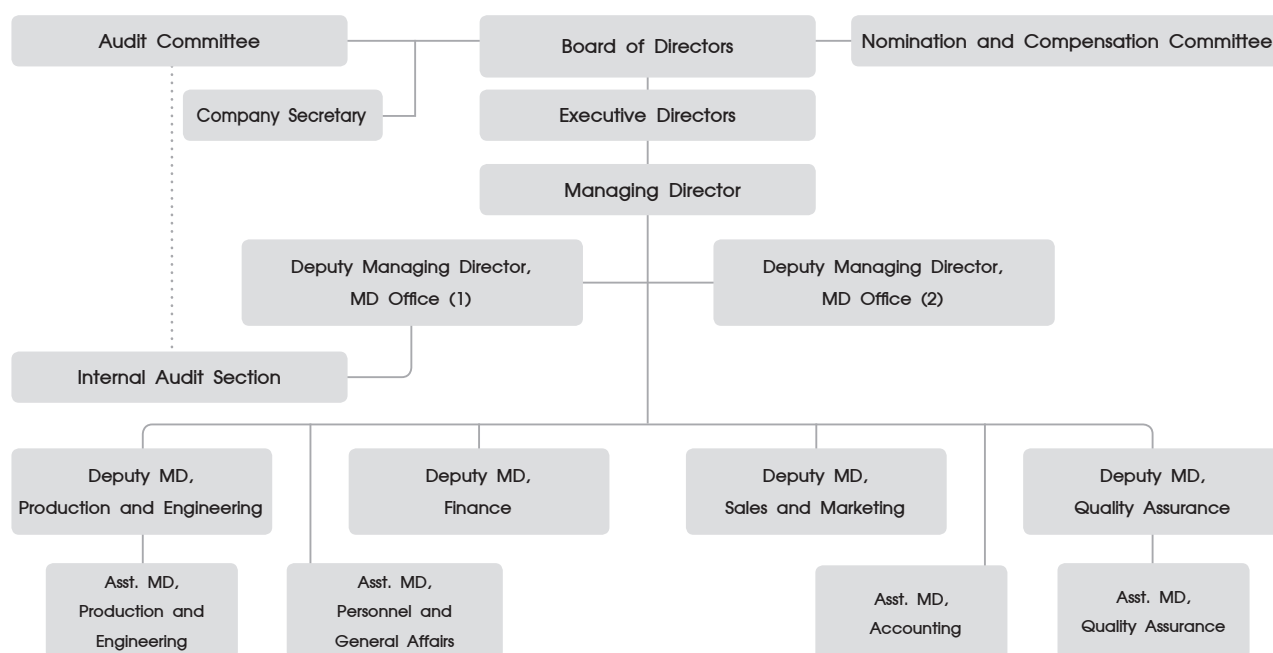 Audit Committee
Board of Directors
Nomination and Compensation Committee
Company Secretary
Executive Directors
Managing Director
Deputy Managing Director,
MD Office (1)
Deputy Managing Director,
MD Office (2)
Internal Audit Section
Deputy MD,
Production and Engineering
Deputy MD,
Finance
Deputy MD,
Sales and Marketing
Deputy MD,
Quality Assurance
Asst. MD,
Production and
Engineering
Asst. MD,
Personnel and
General Affairs
Asst. MD,
Accounting
Asst. MD,
Quality Assurance